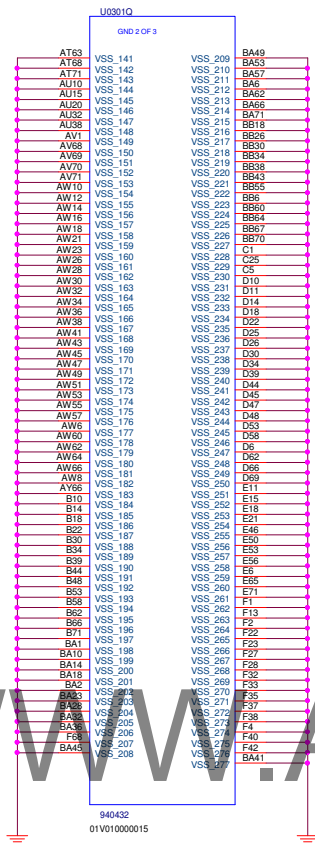 U0301Q
GND 2 OF 3
AT63 VSS_141 VSS_209 BA49
AT68 VSS_142 VSS_210 BA53
AT71 VSS_143 VSS_211 BA57
AU10 VSS_144 VSS_212 BA6
AU15 VSS_145 VSS_213 BA62
AU20 VSS_146 VSS_214 BA66
AU32 VSS_147 VSS_215 BA71
AU38 VSS_148 VSS_216 BB18
AV1 VSS_149 VSS_217 BB26
AV68 VSS_150 VSS_218 BB30
AV69 VSS_151 VSS_219 BB34
AV70 VSS_152 VSS_220 BB38
AV71 VSS_153 VSS_221 BB43
AW10 VSS_154 VSS_222 BB55
AW12 VSS_155 VSS_223 BB6
AW14 VSS_156 VSS_224 BB60
AW16 VSS_157 VSS_225 BB64
AW18 VSS_158 VSS_226 BB67
AW21 VSS_159 VSS_227 BB70
AW23 VSS_160 VSS_228 C1
AW26 VSS_161 VSS_229 C25
AW28 VSS_162 VSS_230 C5
AW30 VSS_163 VSS_231 D10
AW32 VSS_164 VSS_232 D11
AW34 VSS_165 VSS_233 D14
AW36 VSS_166 VSS_234 D18
AW38 VSS_167 VSS_235 D22
AW41 VSS_168 VSS_236 D25
AW43 VSS_169 VSS_237 D26
AW45 VSS_170 VSS_238 D30
AW47 VSS_171 VSS_239 D34
AW49 VSS_172 VSS_240 D39
AW51 VSS_173 VSS_241 D44
AW53 VSS_174 VSS_242 D45
AW55 VSS_175 VSS_243 D47
AW57 VSS_176 VSS_244 D48
AW6 VSS_177 VSS_245 D53
AW60 VSS_178 VSS_246 D58
AW62 VSS_179 VSS_247 D6
AW64 VSS_180 VSS_248 D62
AW66 VSS_181 VSS_249 D66
AW8 VSS_182 VSS_250 D69
AY66 VSS_183 VSS_251 E11
B10 VSS_184 VSS_252 E15
B14 VSS_185 VSS_253 E18
B18 VSS_186 VSS_254 E21
B22 VSS_187 VSS_255 E46
B30 VSS_188 VSS_256 E50
B34 VSS_189 VSS_257 E53
B39 VSS_190 VSS_258 E56
B44 VSS_191 VSS_259 E6
B48 VSS_192 VSS_260 E65
B53 VSS_193 VSS_261 E71
B58 VSS_194 VSS_262 F1
B62 VSS_195 VSS_263 F13
B66 VSS_196 VSS_264 F2
B71 VSS_197 VSS_265 F22
BA1 VSS_198 VSS_266 F23
BA10 VSS_199 VSS_267 F27
BA14 VSS_200 VSS_268 F28
BA18 VSS_201 VSS_269 F32
BA2 VSS_202 VSS_270 F33
BA23 VSS_203 VSS_271 F35
BA28 VSS_204 VSS_272 F37
BA32 VSS_205 VSS_273 F38
BA36 VSS_206 VSS_274 F4
F68 VSS_207 VSS_275 F40
BA45 VSS_208 VSS_276 F42
VSS_277 BA41
940432
01V010000015